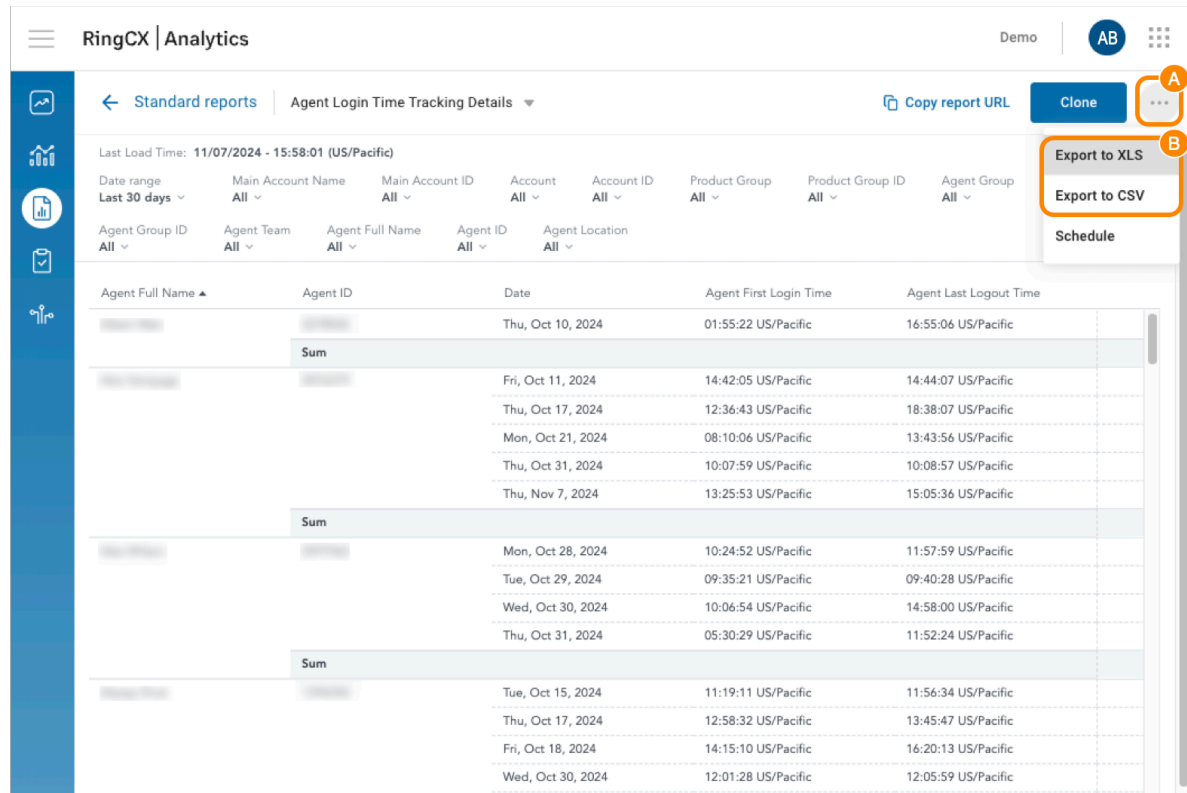 RingCX | Analytics
Demo
AB
A
Standard reports
Agent Login Time Tracking Details
Copy report URL
Clone
...
B
Export to XLS
Export to CSV
Schedule
Last Load Time: 11/07/2024 - 15:58:01 (US/Pacific)
Date range Main Account Name Main Account ID Account Account ID Product Group Product Group ID Agent Group
Last 30 days All All All All All All All
Agent Group ID Agent Team Agent Full Name Agent ID Agent Location
All All All All All
Agent Full Name Agent ID Date Agent First Login Time Agent Last Logout Time
Thu, Oct 10, 2024 01:55:22 US/Pacific 16:55:06 US/Pacific
Sum
Fri, Oct 11, 2024 14:42:05 US/Pacific 14:44:07 US/Pacific
Thu, Oct 17, 2024 12:36:43 US/Pacific 18:38:07 US/Pacific
Mon, Oct 21, 2024 08:10:06 US/Pacific 13:43:56 US/Pacific
Thu, Oct 31, 2024 10:07:59 US/Pacific 10:08:57 US/Pacific
Thu, Nov 7, 2024 13:25:53 US/Pacific 15:05:36 US/Pacific
Sum
Mon, Oct 28, 2024 10:24:52 US/Pacific 11:57:59 US/Pacific
Tue, Oct 29, 2024 09:35:21 US/Pacific 09:40:28 US/Pacific
Wed, Oct 30, 2024 10:06:54 US/Pacific 14:58:00 US/Pacific
Thu, Oct 31, 2024 05:30:29 US/Pacific 11:52:24 US/Pacific
Sum
Tue, Oct 15, 2024 11:19:11 US/Pacific 11:56:34 US/Pacific
Thu, Oct 17, 2024 12:58:32 US/Pacific 13:45:47 US/Pacific
Fri, Oct 18, 2024 14:15:10 US/Pacific 16:20:13 US/Pacific
Wed, Oct 30, 2024 12:01:28 US/Pacific 12:05:59 US/Pacific